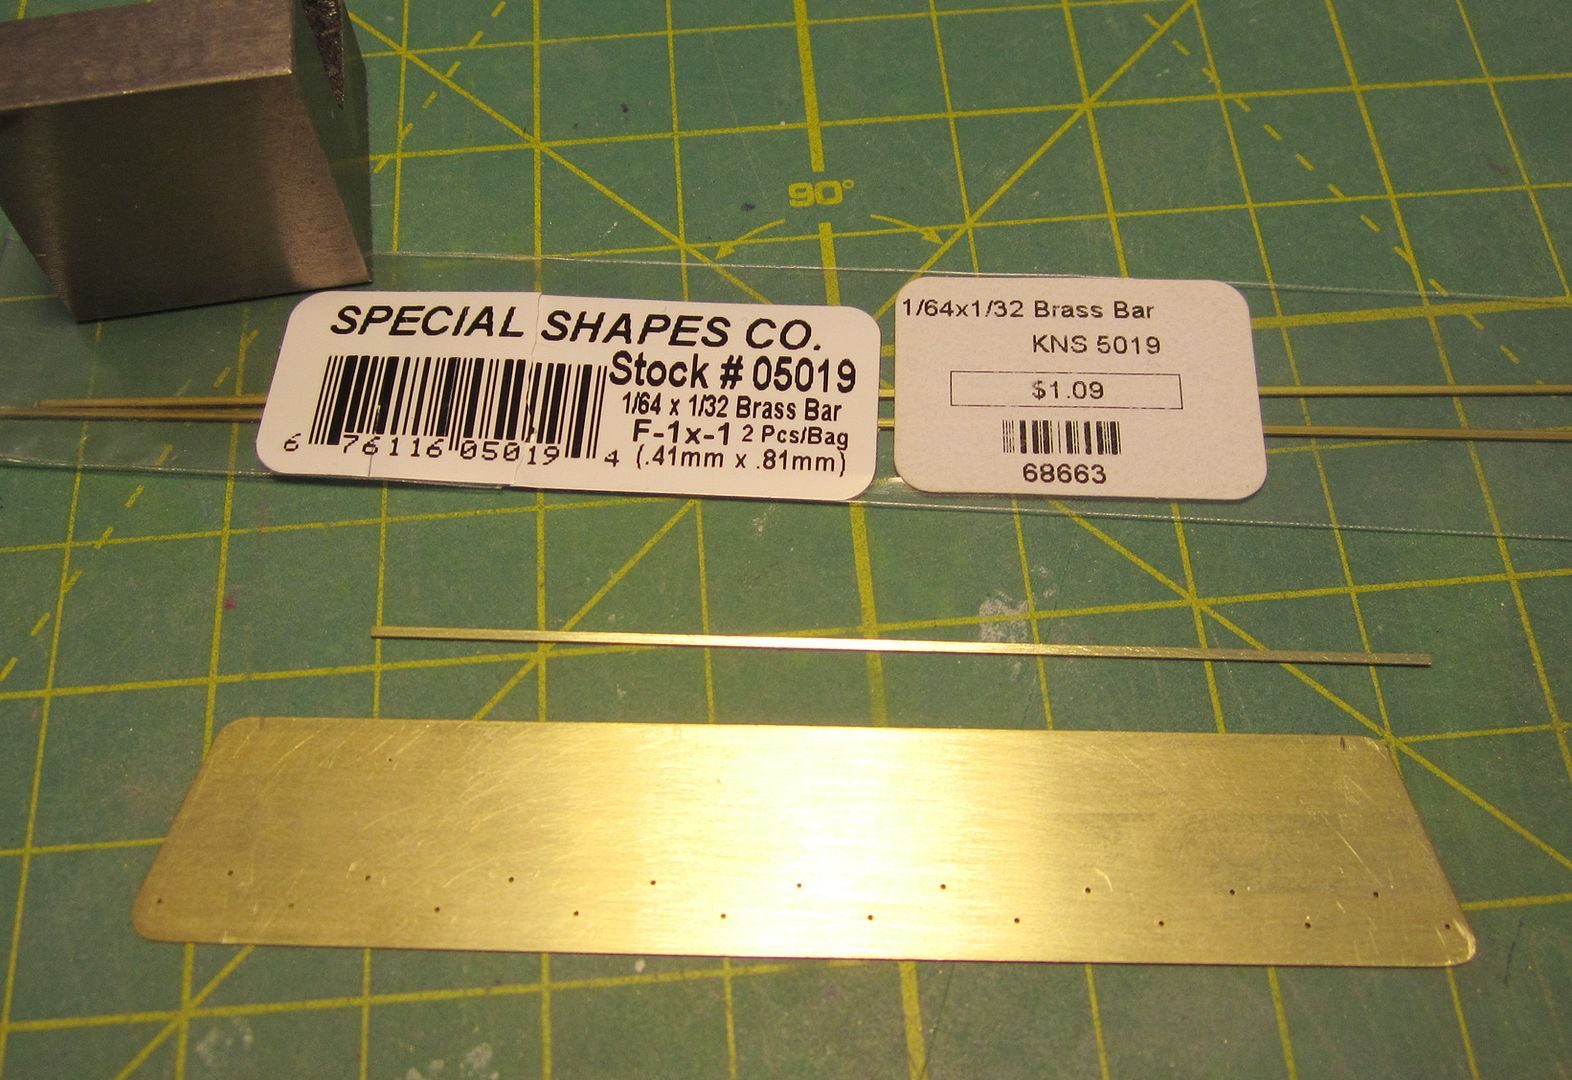 90°
SPECIAL SHAPES CO.
Stock # 05019
1/64 x 1/32 Brass Bar
F-1x-1 2 Pcs/Bag
(.41mm x .81mm)
6 76116 05019 4
1/64x1/32 Brass Bar
KNS 5019
$1.09
68663